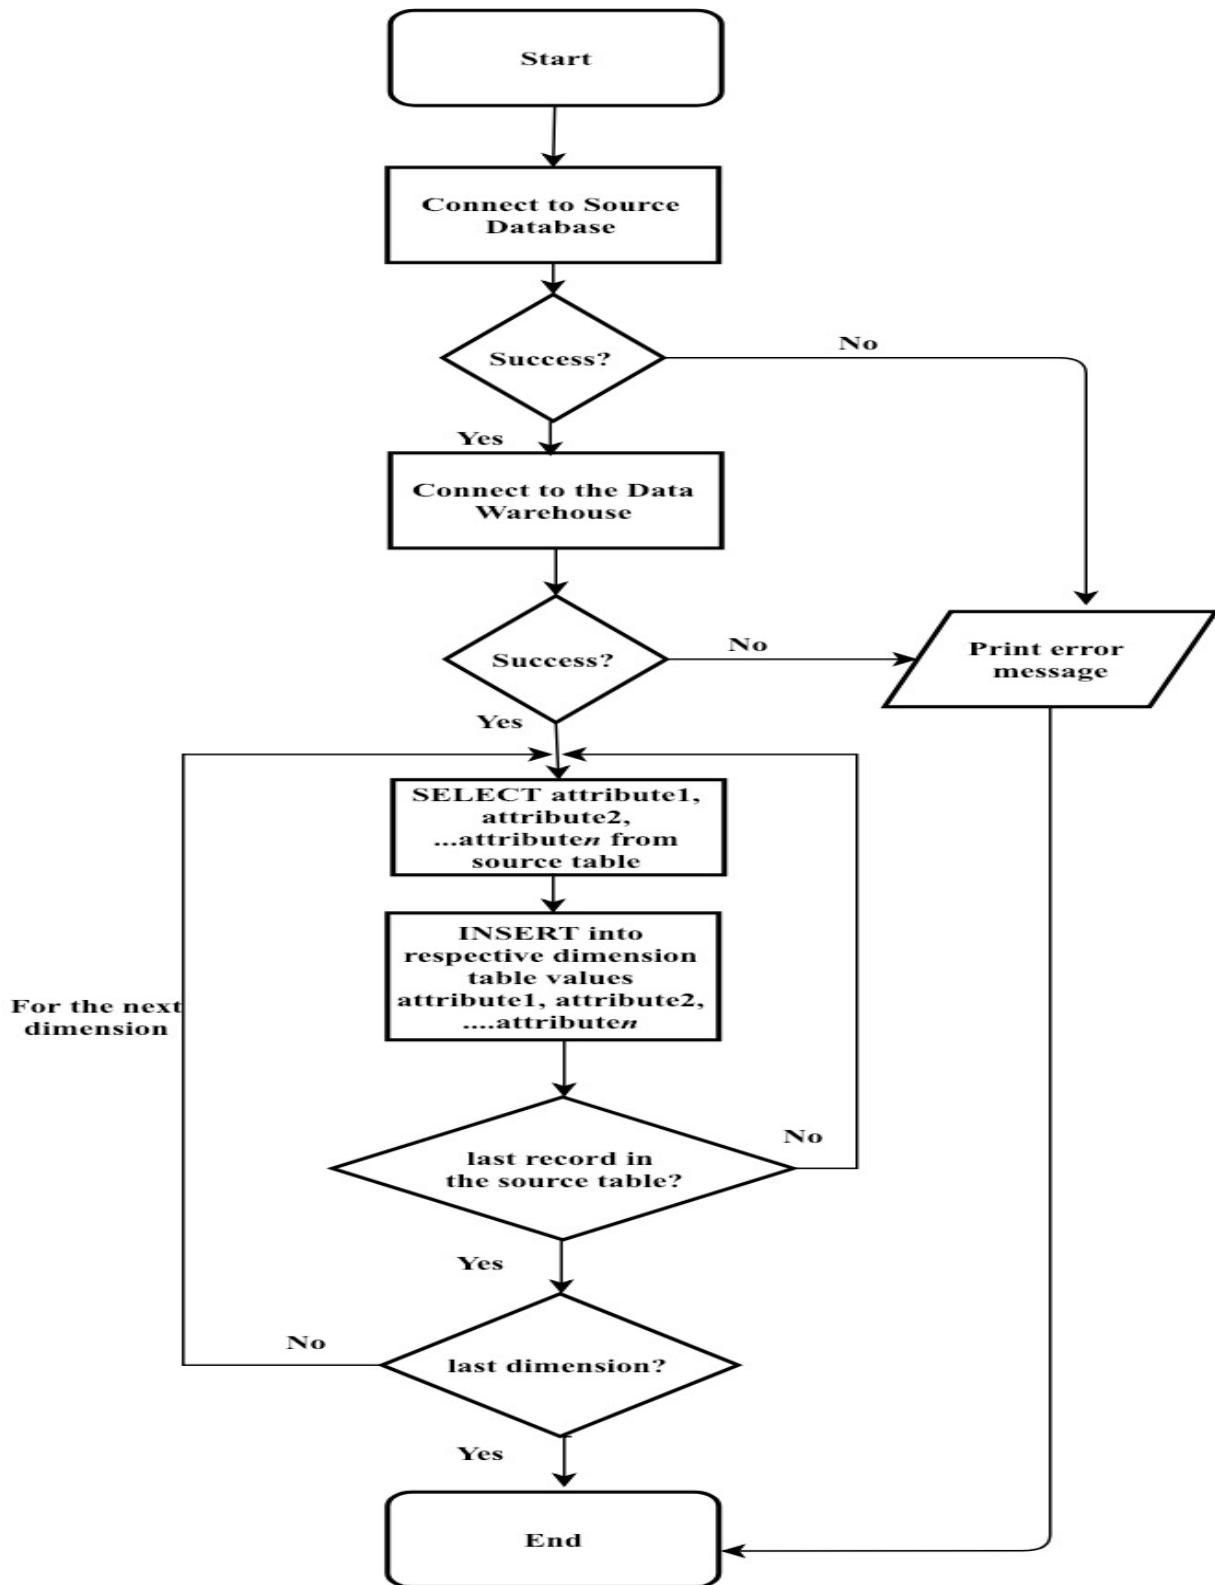 Start
Connect to Source
Database
Success?
No
Yes
Connect to the Data
Warehouse
Success?
No
Print error
message
Yes
SELECT attribute1,
attribute2,
...attributen from
source table
INSERT into
respective dimension
table values
attribute1, attribute2,
....attributen
For the next
dimension
last record in
the source table?
No
Yes
last dimension?
No
Yes
End